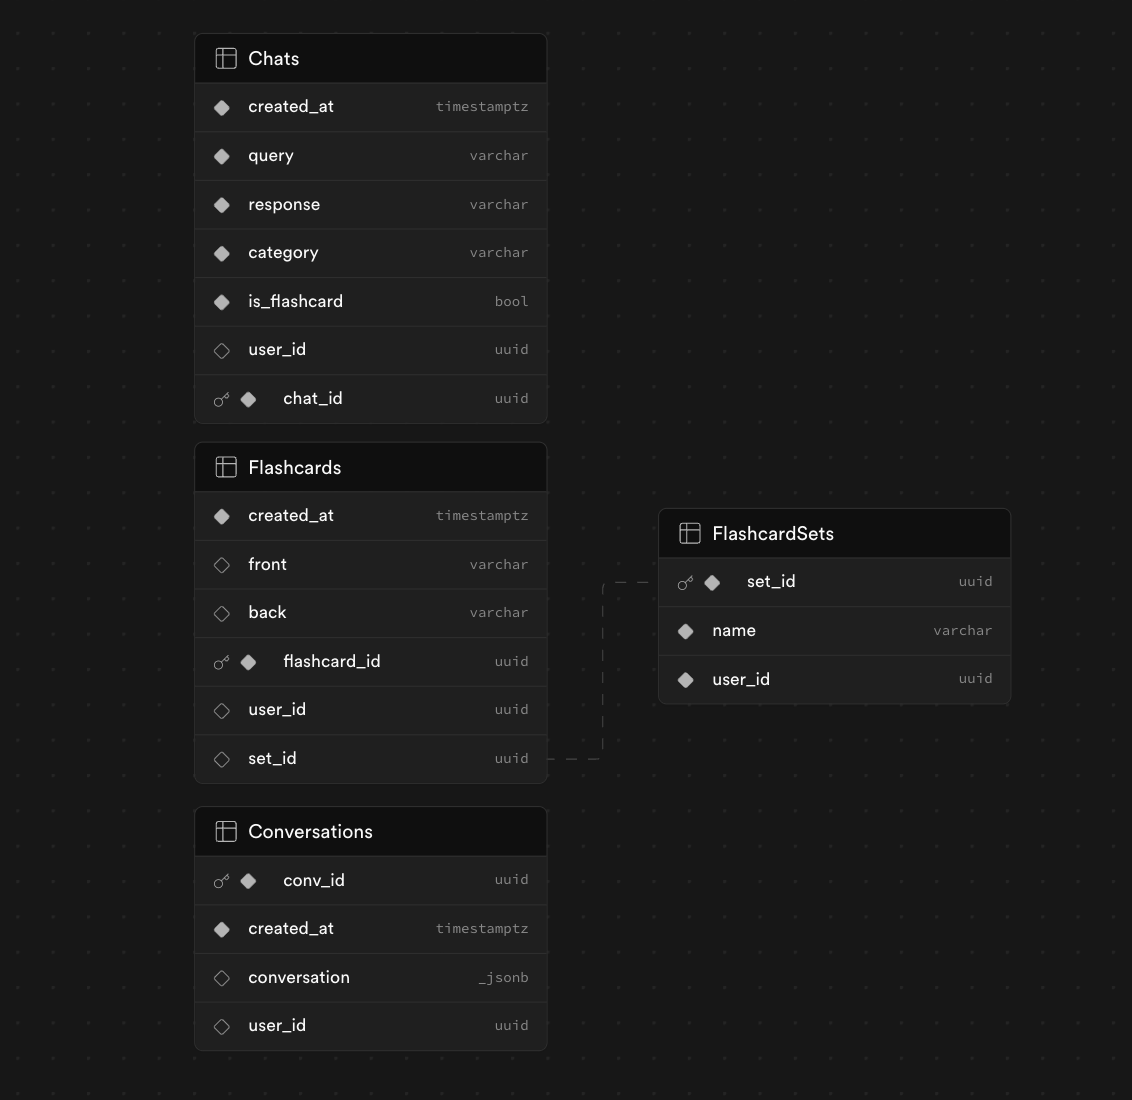 Chats
created_at timestamptz
query varchar
response varchar
category varchar
is_flashcard bool
user_id uuid
chat_id uuid
Flashcards
created_at timestamptz
front varchar
back varchar
flashcard_id uuid
user_id uuid
set_id uuid
FlashcardSets
set_id uuid
name varchar
user_id uuid
Conversations
conv_id uuid
created_at timestamptz
conversation _jsonb
user_id uuid